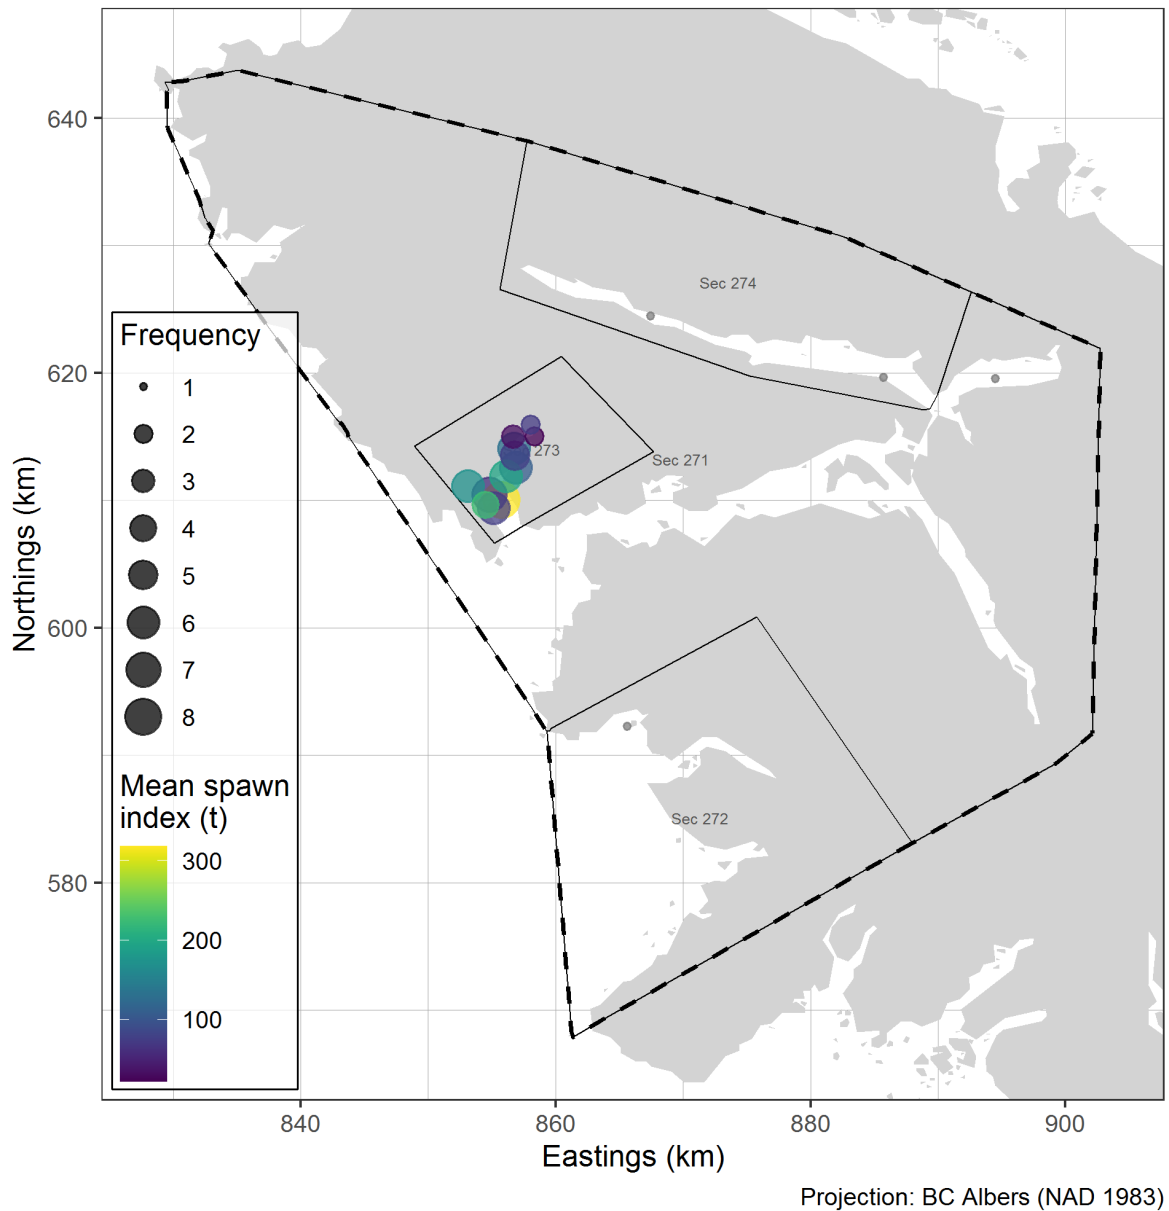 640
620
600
580
Northings (km)
Frequency
1
2
3
4
5
6
7
8
Mean spawn
index (t)
300
200
100
Sec 274
273
Sec 271
Sec 272
840
860
880
900
Eastings (km)
Projection: BC Albers (NAD 1983)